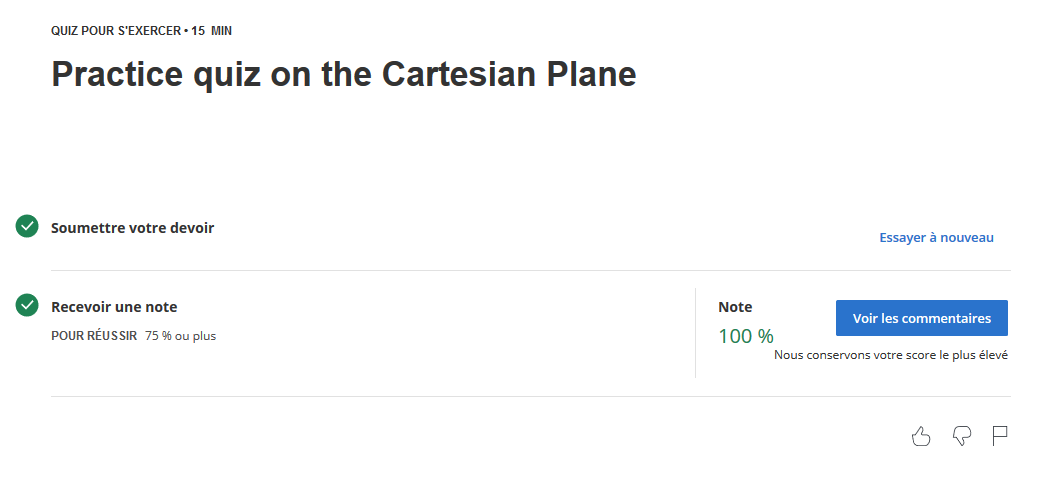 QUIZ POUR S'EXERCER • 15 MIN
Practice quiz on the Cartesian Plane
Soumettre votre devoir
Essayer à nouveau
Recevoir une note
POUR RÉUSSIR 75 % ou plus
Note
100 %
Voir les commentaires
Nous conservons votre score le plus élevé